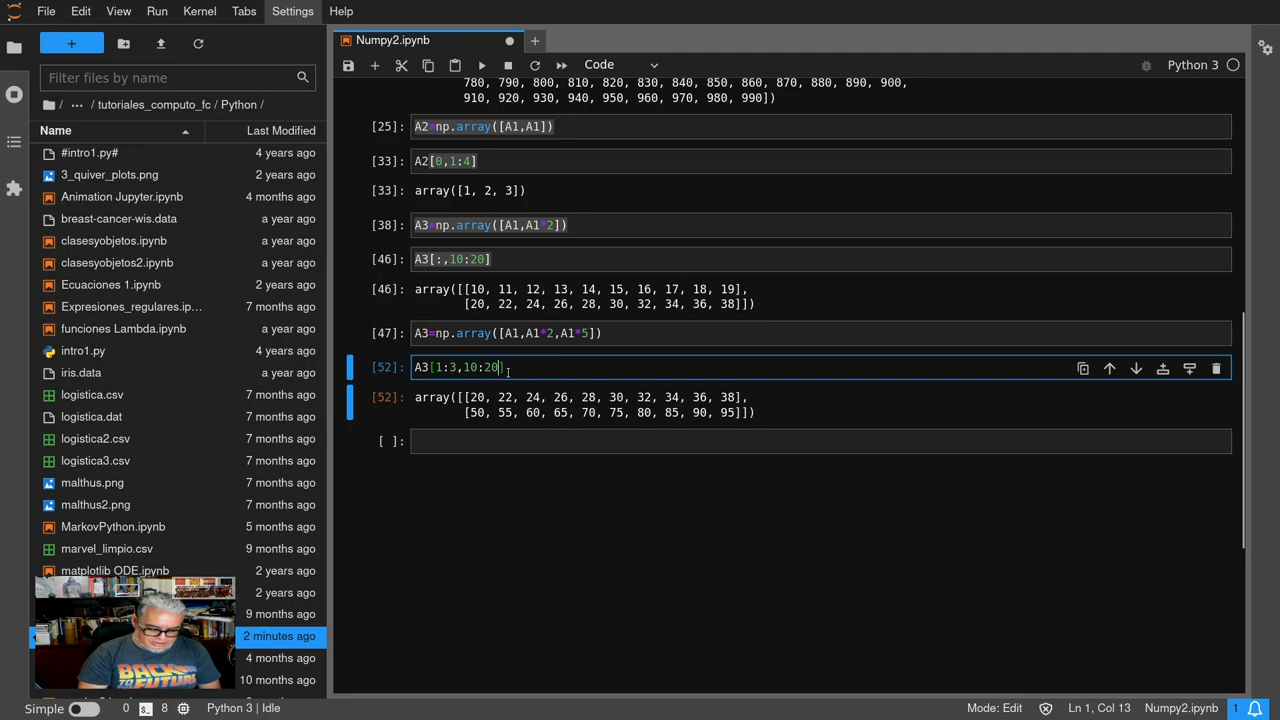 File Edit View Run Kernel Tabs Settings Help
Numpy2.ipynb
Filter files by name
Code
Python 3
/ ... / tutoriales_computo_fc / Python /
Name Last Modified
#intro1.py# 4 years ago
3_quiver_plots.png 2 years ago
Animation Jupyter.ipynb 4 months ago
breast-cancer-wis.data a year ago
clasesyobjetos.ipynb a year ago
clasesyobjetos2.ipynb a year ago
Ecuaciones 1.ipynb 2 years ago
Expresiones_regulares.ip... 7 months ago
funciones Lambda.ipynb a year ago
intro1.py 4 years ago
iris.data a year ago
logistica.csv 7 months ago
logistica.dat 7 months ago
logistica2.csv 7 months ago
logistica3.csv 7 months ago
malthus.png 7 months ago
malthus2.png 7 months ago
MarkovPython.ipynb 5 months ago
marvel_limpio.csv 9 months ago
matplotlib ODE.ipynb 2 years ago
2 years ago
9 months ago
2 minutes ago
4 months ago
10 months ago
780, 790, 800, 810, 820, 830, 840, 850, 860, 870, 880, 890, 900,
910, 920, 930, 940, 950, 960, 970, 980, 990])
[25]: A2=np.array([A1,A1])
[33]: A2[0,1:4]
[33]: array([1, 2, 3])
[38]: A3=np.array([A1,A1*2])
[46]: A3[:,10:20]
[46]: array([[10, 11, 12, 13, 14, 15, 16, 17, 18, 19],
[20, 22, 24, 26, 28, 30, 32, 34, 36, 38]])
[47]: A3=np.array([A1,A1*2,A1*5])
[52]: A3[1:3,10:20]
[52]: array([[20, 22, 24, 26, 28, 30, 32, 34, 36, 38],
[50, 55, 60, 65, 70, 75, 80, 85, 90, 95]])
[ ]:
BACK TO FUTURE
Simple 0 8 Python 3 | Idle Mode: Edit Ln 1, Col 13 Numpy2.ipynb 1